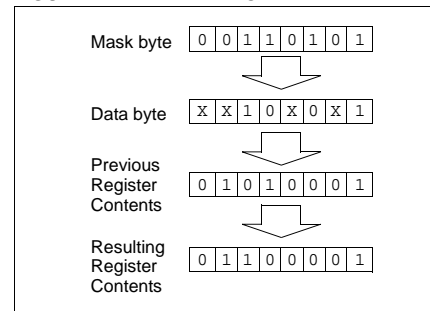 Mask byte 0 0 1 1 0 1 0 1
Data byte X X 1 0 X 0 X 1
Previous
Register 0 1 0 1 0 0 0 1
Contents
Resulting
Register 0 1 1 0 0 0 0 1
Contents